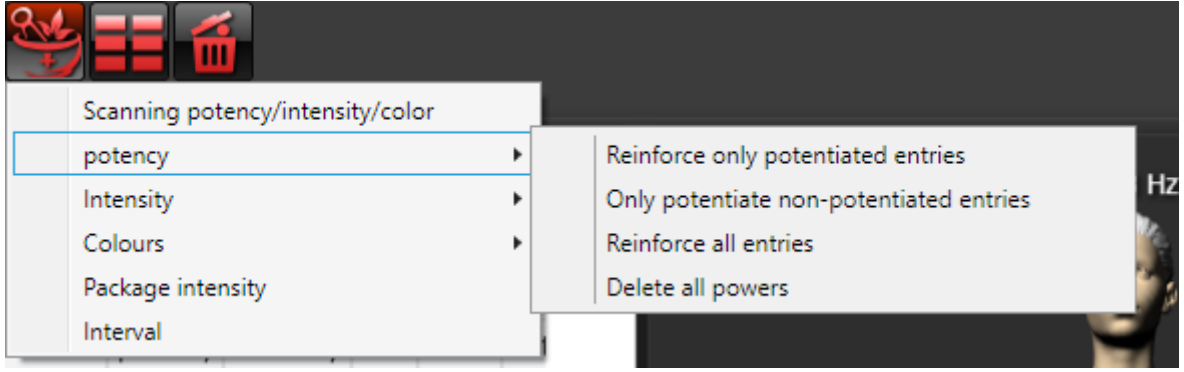 Scanning potency/intensity/color
potency
Intensity
Colours
Package intensity
Interval
Reinforce only potentiated entries
Only potentiate non-potentiated entries
Reinforce all entries
Delete all powers
Hz